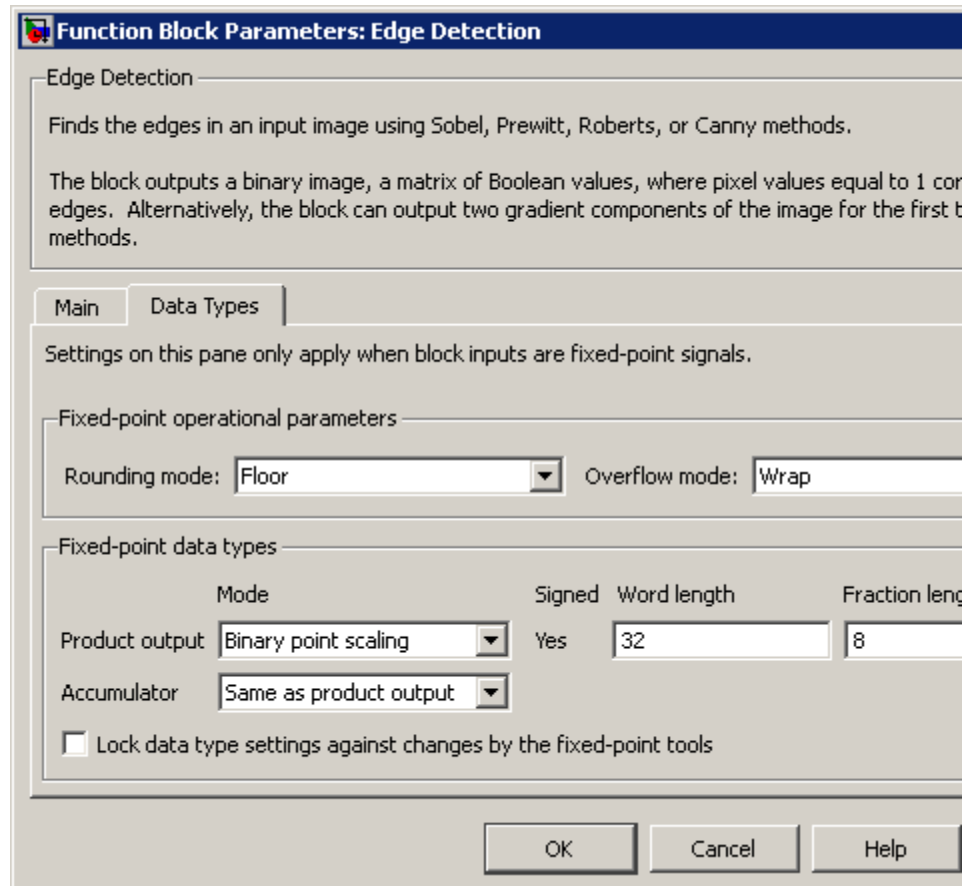 Function Block Parameters: Edge Detection
Edge Detection
Finds the edges in an input image using Sobel, Prewitt, Roberts, or Canny methods.
The block outputs a binary image, a matrix of Boolean values, where pixel values equal to 1 cor
edges.  Alternatively, the block can output two gradient components of the image for the first t
methods.
Main Data Types
Settings on this pane only apply when block inputs are fixed-point signals.
Fixed-point operational parameters
Rounding mode: Floor Overflow mode: Wrap
Fixed-point data types
Mode Signed Word length Fraction leng
Product output Binary point scaling Yes 32 8
Accumulator Same as product output
Lock data type settings against changes by the fixed-point tools
OK Cancel Help